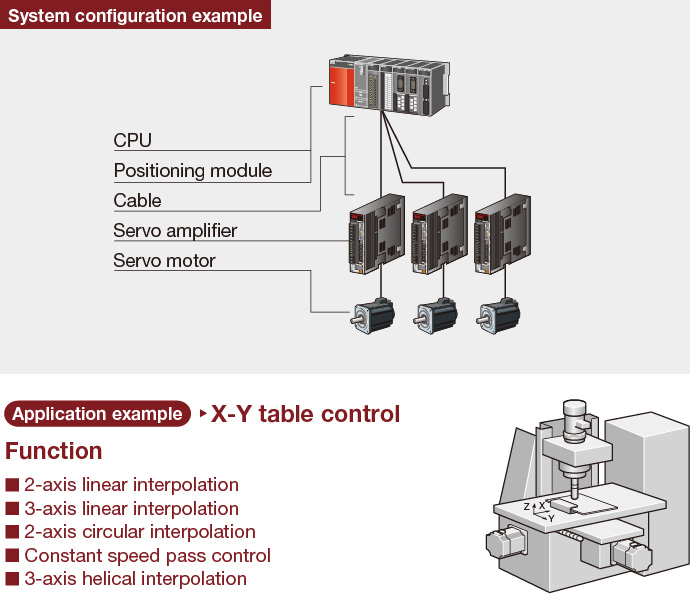 System configuration example
CPU
Positioning module
Cable
Servo amplifier
Servo motor
Application example
X-Y table control
Function
2-axis linear interpolation
3-axis linear interpolation
2-axis circular interpolation
Constant speed pass control
3-axis helical interpolation
Z
X
Y